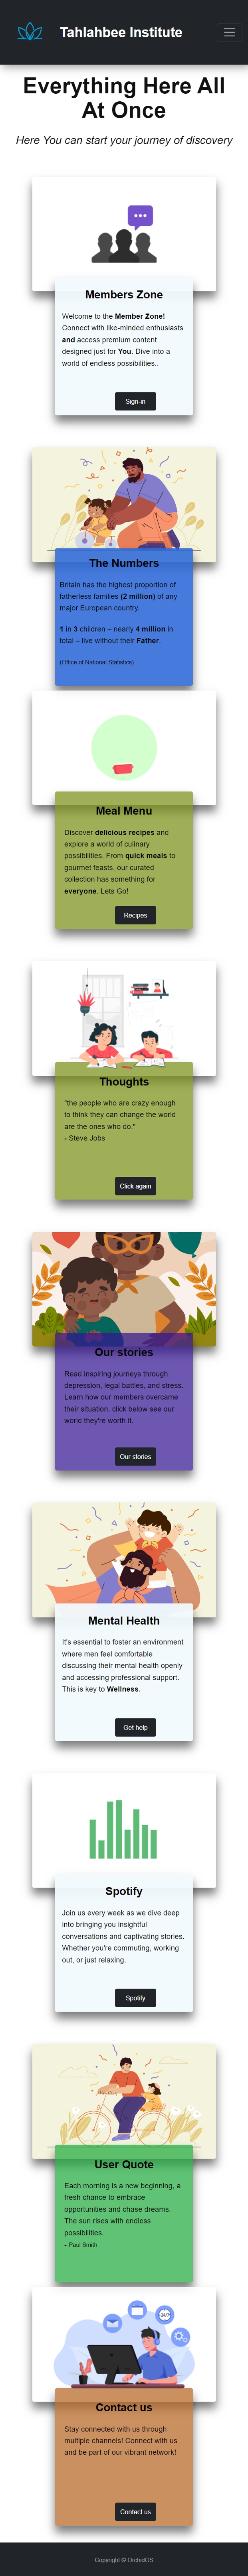 Tahlahbee Institute
Everything Here All
At Once
Here You can start your journey of discovery
Members Zone
Welcome to the Member Zone!
Connect with like-minded enthusiasts
and access premium content
designed just for You. Dive into a
world of endless possibilities..
Sign-in
The Numbers
Britain has the highest proportion of
fatherless families (2 million) of any
major European country.
1 in 3 children – nearly 4 million in
total – live without their Father.
(Office of National Statistics)
Meal Menu
Discover delicious recipes and
explore a world of culinary
possibilities. From quick meals to
gourmet feasts, our curated
collection has something for
everyone. Lets Go!
Recipes
Thoughts
"the people who are crazy enough
to think they can change the world
are the ones who do."
- Steve Jobs
Click again
Our stories
Read inspiring journeys through
depression, legal battles, and stress.
Learn how our members overcame
their situation. click below see our
world they're worth it.
Our stories
Mental Health
It's essential to foster an environment
where men feel comfortable
discussing their mental health openly
and accessing professional support.
This is key to Wellness.
Get help
Spotify
Join us every week as we dive deep
into bringing you insightful
conversations and captivating stories.
Whether you're commuting, working
out, or just relaxing.
Spotify
User Quote
Each morning is a new beginning, a
fresh chance to embrace
opportunities and chase dreams.
The sun rises with endless
possibilities.
- Paul Smith
24/7
Contact us
Stay connected with us through
multiple channels! Connect with us
and be part of our vibrant network!
Contact us
Copyright © OrchidOS